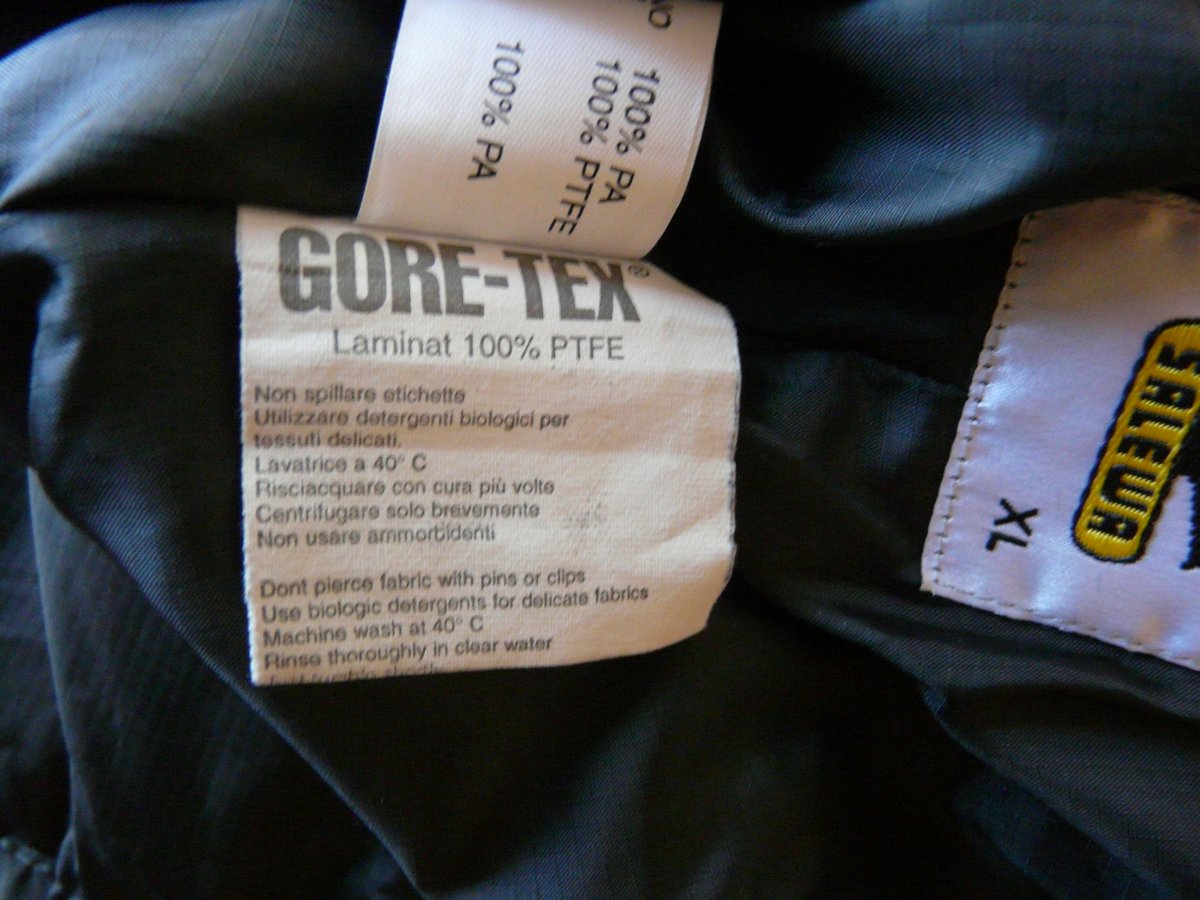 NO
100% PA
100% PTFE
100% PA
GORE-TEX®
Laminat 100% PTFE
Non spillare etichette
Utilizzare detergenti biologici per
tessuti delicati.
Lavatrice a 40° C
Risciacquare con cura più volte
Centrifugare solo brevemente
Non usare ammorbidenti
Dont pierce fabric with pins or clips
Use biologic detergents for delicate fabrics
Machine wash at 40° C
Rinse thoroughly in clear water
SALEWA
XL